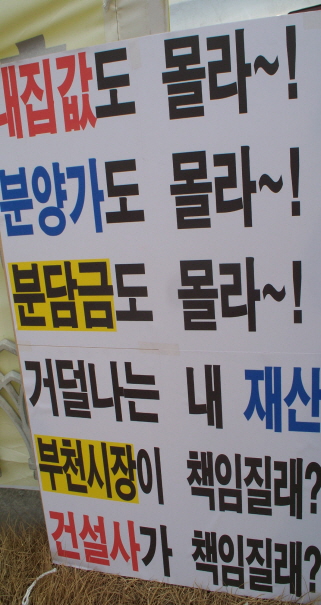 내집값도 몰라~!
분양가도 몰라~!
분담금도 몰라~!
거덜나는 내 재산
부천시장이 책임질래?
건설사가 책임질래?